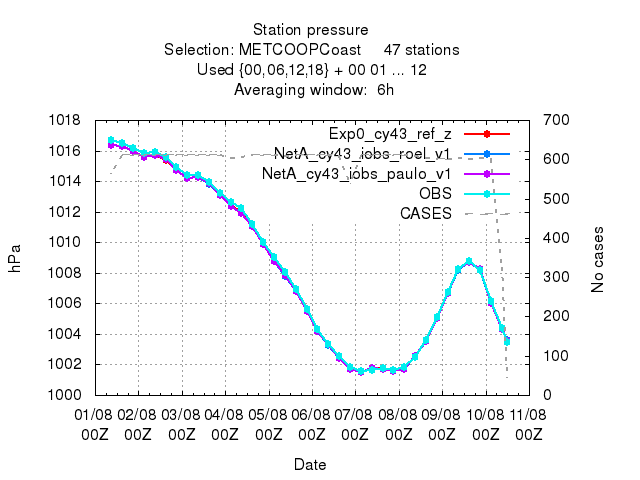 Station pressure
Selection: METCOOPCoast 47 stations
Used {00,06,12,18} + 00 01 ... 12
Averaging window: 6h
1018
1016
1014
1012
1010
1008
1006
1004
1002
1000
hPa
700
600
500
400
300
200
100
0
No cases
Exp0_cy43_ref_z
NetA_cy43_iobs_roel_v1
NetA_cy43_iobs_paulo_v1
OBS
CASES
01/08 02/08 03/08 04/08 05/08 06/08 07/08 08/08 09/08 10/08 11/08
00Z 00Z 00Z 00Z 00Z 00Z 00Z 00Z 00Z 00Z 00Z
Date